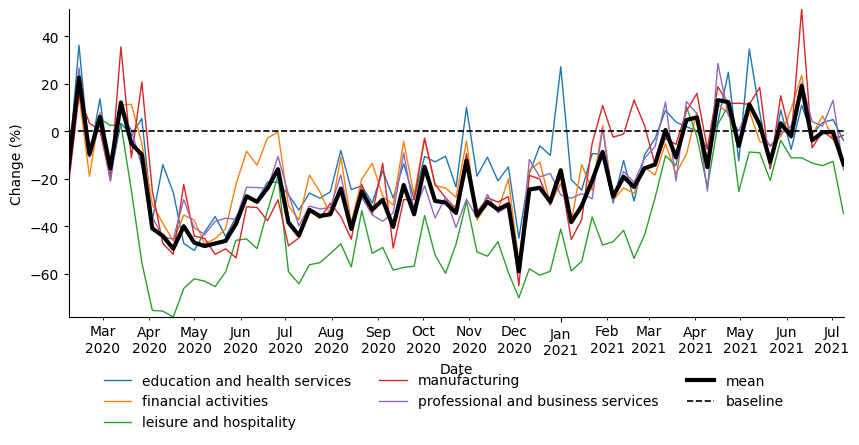 Change (%)
40
20
0
−20
−40
−60
Mar Apr May Jun Jul Aug Sep Oct Nov Dec Jan Feb Mar Apr May Jun Jul
2020 2020 2020 2020 2020 2020 2020 2020 2020 2020 2021 2021 2021 2021 2021 2021 2021
Date
education and health services
financial activities
leisure and hospitality
manufacturing
professional and business services
mean
baseline